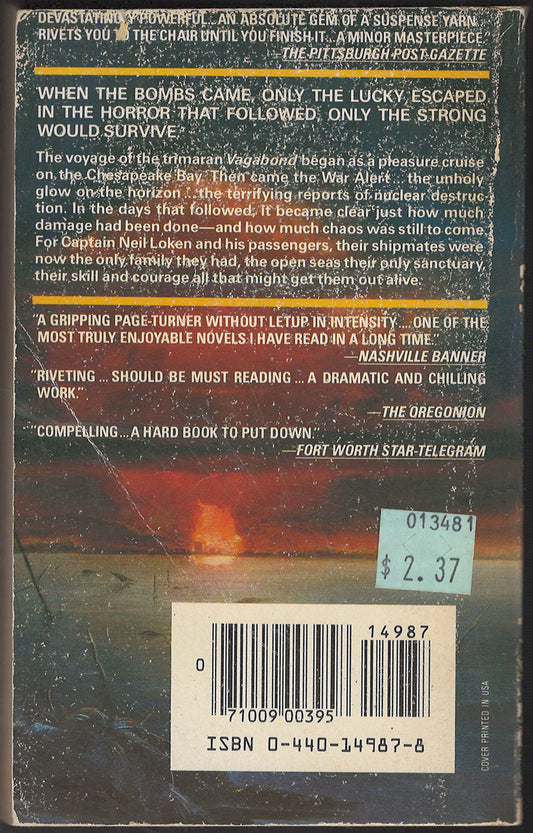 DEVASTATINGLY POWERFUL...AN ABSOLUTE GEM OF A SUSPENSE YARN.
RIVETS YOU TO THE CHAIR UNTIL YOU FINISH IT...A MINOR MASTERPIECE.
—THE PITTSBURGH POST-GAZETTE
WHEN THE BOMBS CAME, ONLY THE LUCKY ESCAPED
IN THE HORROR THAT FOLLOWED, ONLY THE STRONG
WOULD SURVIVE.
The voyage of the trimaran Vagabond began as a pleasure cruise
on the Chesapeake Bay. Then came the War Alert... the unholy
glow on the horizon... the terrifying reports of nuclear destruc
tion. In the days that followed, it became clear just how much
damage had been done—and how much chaos was still to come
For Captain Neil Loken and his passengers, their shipmates were
now the only family they had, the open seas their only sanctuary,
their skill and courage all that might get them out alive.
"A GRIPPING PAGE-TURNER WITHOUT LETUP IN INTENSITY...ONE OF THE
MOST TRULY ENJOYABLE NOVELS I HAVE READ IN A LONG TIME."
—NASHVILLE BANNER
"RIVETING...SHOULD BE MUST READING...A DRAMATIC AND CHILLING
WORK."
—THE OREGONION
"COMPELLING...A HARD BOOK TO PUT DOWN."
—FORT WORTH STAR-TELEGRAM
013481
$ 2.37
14987
0
71009 00395
ISBN 0-440-14987-8
COVER PRINTED IN USA